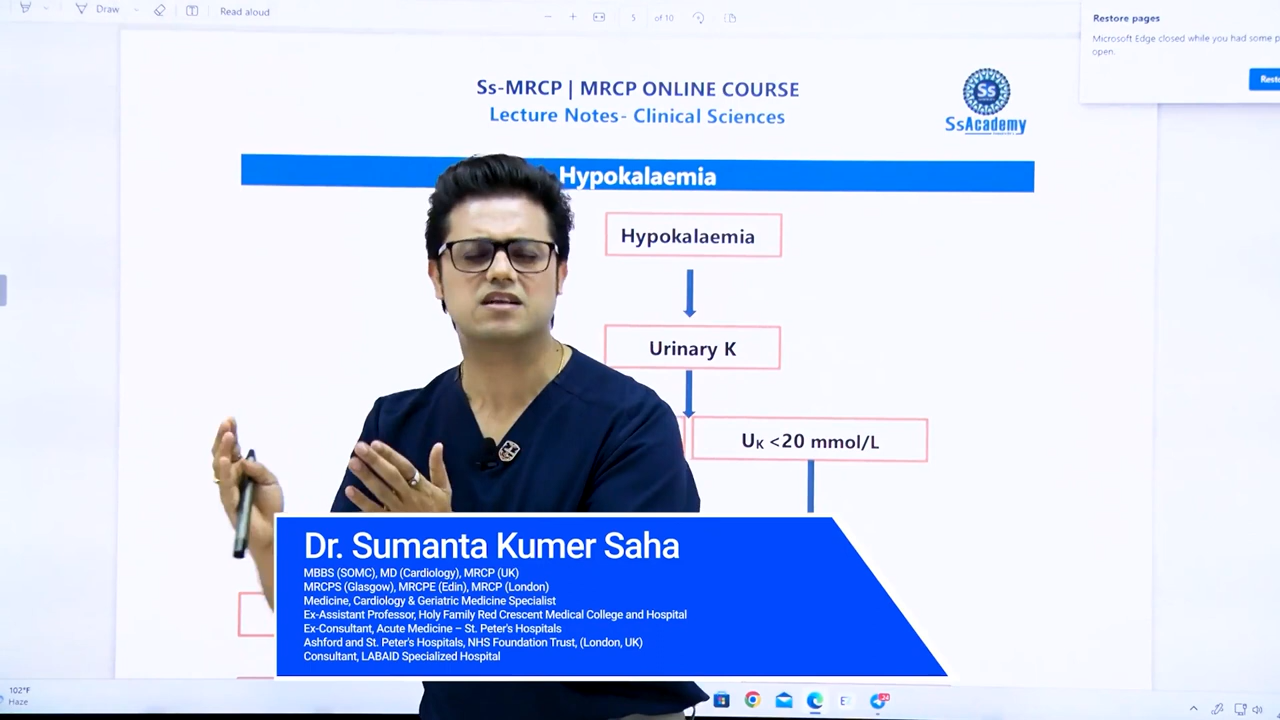 Draw
Read aloud
5
of 10
Restore pages
Microsoft Edge closed while you had some
open.
Ss-MRCP | MRCP ONLINE COURSE
Lecture Notes- Clinical Sciences
Ss
SsAcademy
Hypokalaemia
Hypokalaemia
Urinary K
UK <20 mmol/L
Dr. Sumanta Kumer Saha
MBBS (SOMC), MD (Cardiology), MRCP (UK)
MRCPS (Glasgow), MRCPE (Edin), MRCP (London)
Medicine, Cardiology & Geriatric Medicine Specialist
Ex-Assistant Professor, Holy Family Red Crescent Medical College and Hospital
Ex-Consultant, Acute Medicine – St. Peter's Hospitals
Ashford and St. Peter's Hospitals, NHS Foundation Trust, (London, UK)
Consultant, LABAID Specialized Hospital
102°F
Haze